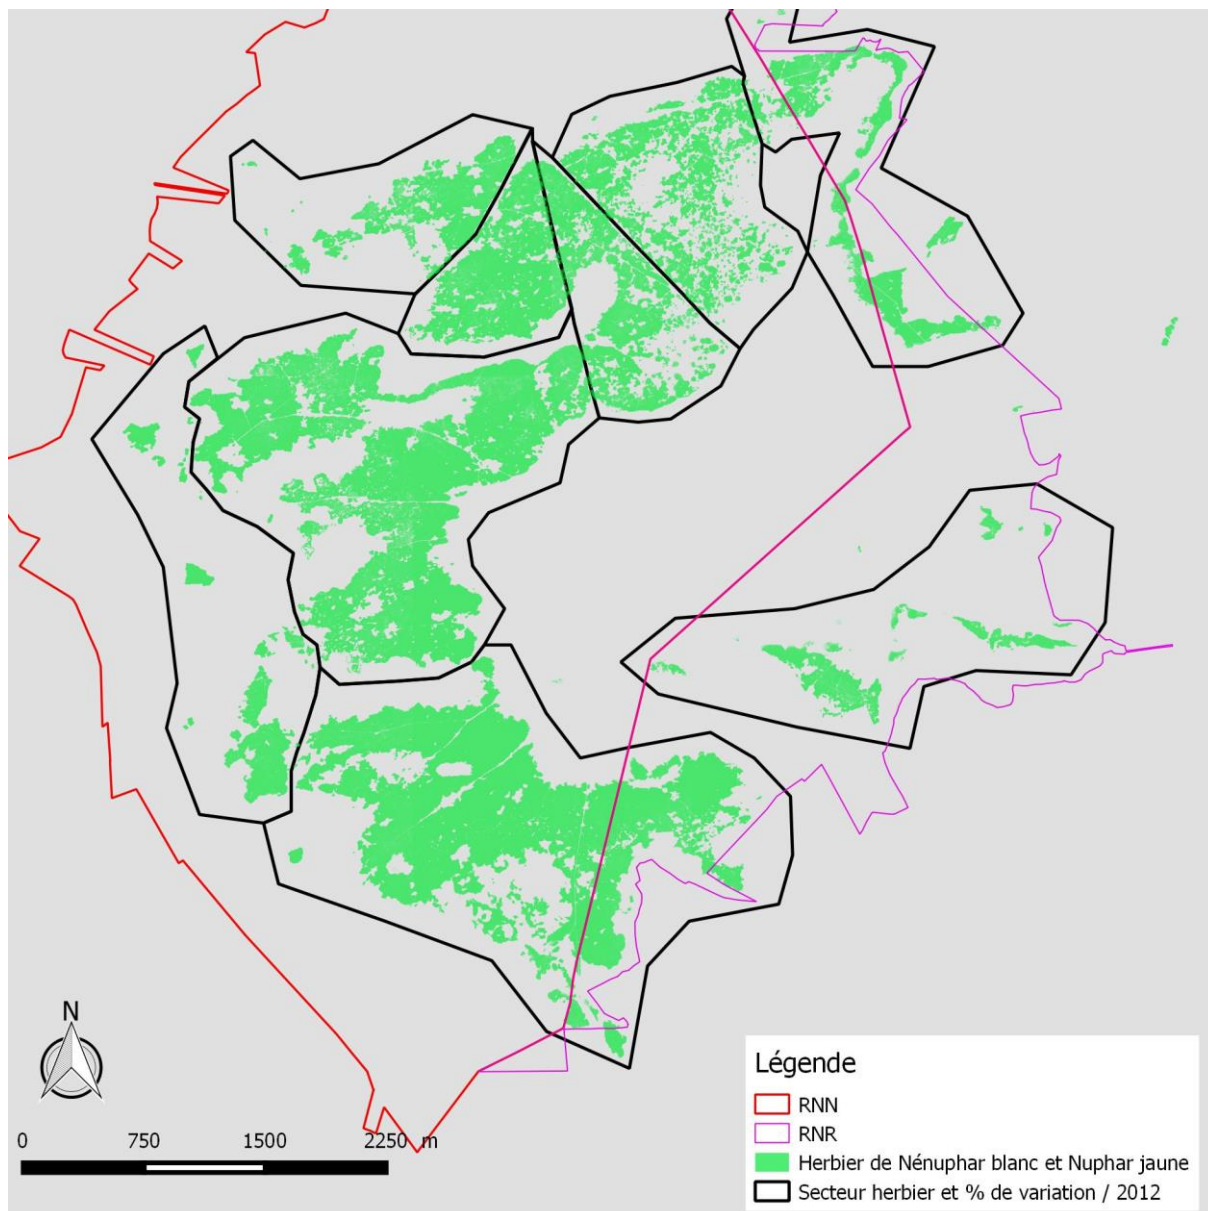 N
0 750 1500 2250 m
Légende
RNN
RNR
Herbier de Nénuphar blanc et Nuphar jaune
Secteur herbier et % de variation / 2012